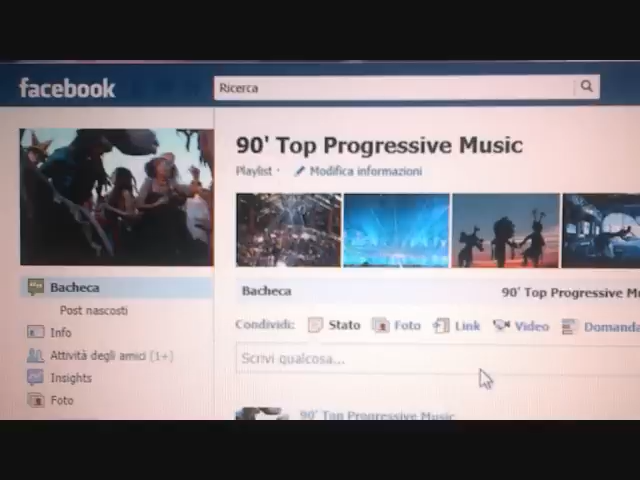 facebook
Ricerca
90' Top Progressive Music
Playlist · Modifica informazioni
Bacheca
Post nascosti
Info
Attività degli amici (1+)
Insights
Foto
Bacheca 90' Top Progressive Mu
Condividi: Stato Foto Link Video Domanda
Scrivi qualcosa...
90' Top Progressive Music